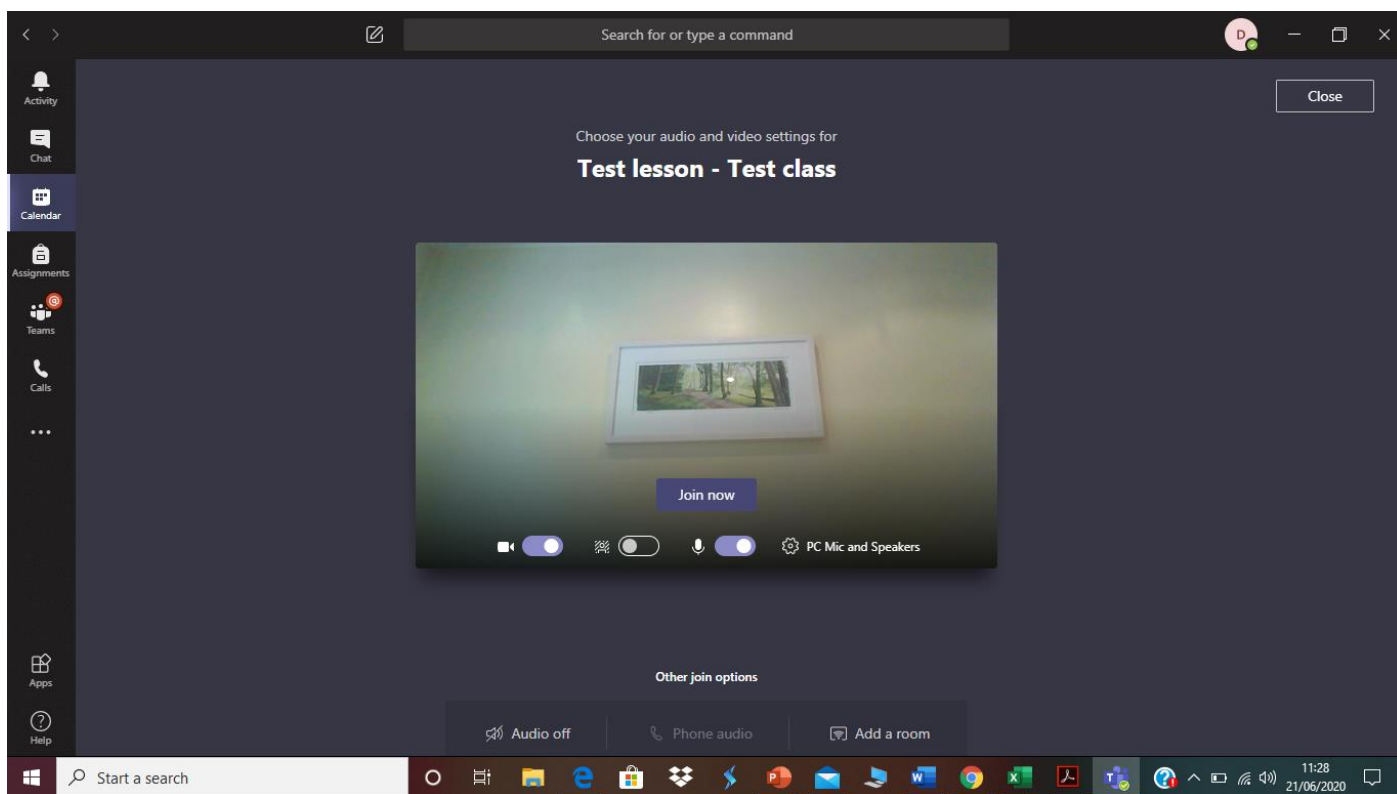 Search for or type a command
D
Activity
Close
Chat
Choose your audio and video settings for
Test lesson - Test class
Calendar
Assignments
@
Teams
Calls
Join now
PC Mic and Speakers
Apps
Other join options
Help
Audio off
Phone audio
Add a room
Start a search
11:28
21/06/2020